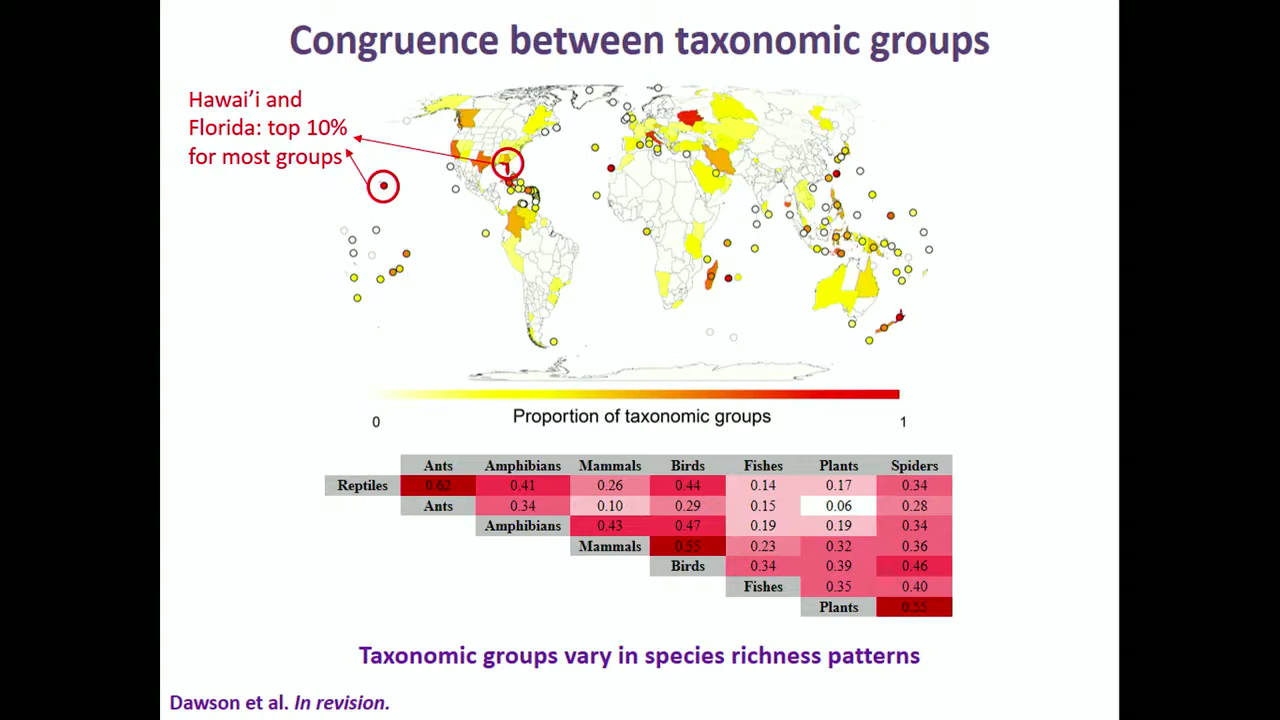 Congruence between taxonomic groups
Hawai'i and
Florida: top 10%
for most groups
0
Proportion of taxonomic groups
1
Ants Amphibians Mammals Birds Fishes Plants Spiders
Reptiles 0.62 0.41 0.26 0.44 0.14 0.17 0.34
Ants 0.34 0.10 0.29 0.15 0.06 0.28
Amphibians 0.43 0.47 0.19 0.19 0.34
Mammals 0.55 0.23 0.32 0.36
Birds 0.34 0.39 0.46
Fishes 0.35 0.40
Plants 0.55
Taxonomic groups vary in species richness patterns
Dawson et al. In revision.